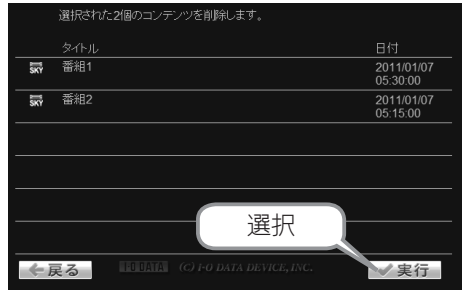 選択された2個のコンテンツを削除します。
タイトル 日付
SKY 番組1 2011/01/07
05:30:00
SKY 番組2 2011/01/07
05:15:00
選択
戻る I-O DATA (C) I-O DATA DEVICE, INC. 実行